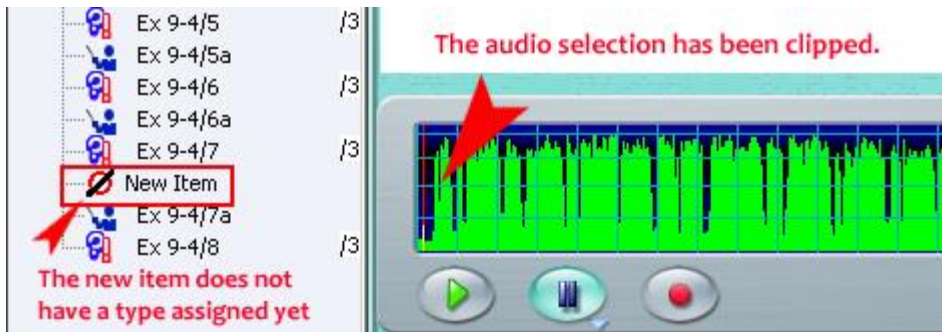 Ex 9-4/5 /3
Ex 9-4/5a
Ex 9-4/6 /3
Ex 9-4/6a
Ex 9-4/7 /3
New Item
Ex 9-4/7a
Ex 9-4/8 /3
The new item does not
have a type assigned yet
The audio selection has been clipped.